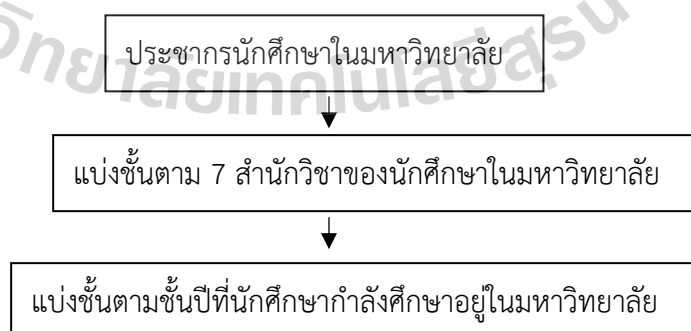 ประชากรนักศึกษาในมหาวิทยาลัย
แบ่งชั้นตาม 7 สำนักวิชาของนักศึกษาในมหาวิทยาลัย
แบ่งชั้นตามชั้นปีที่นักศึกษากำลังศึกษาอยู่ในมหาวิทยาลัย